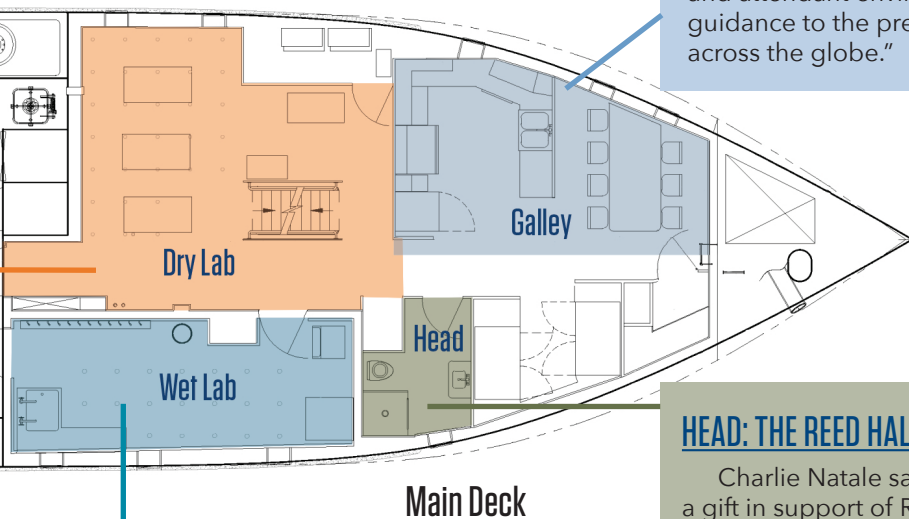 guidance to the pre
across the globe."
Galley
Dry Lab
Head
Wet Lab
HEAD: THE REED HAL
Charlie Natale sa
a gift in support of R
Main Deck